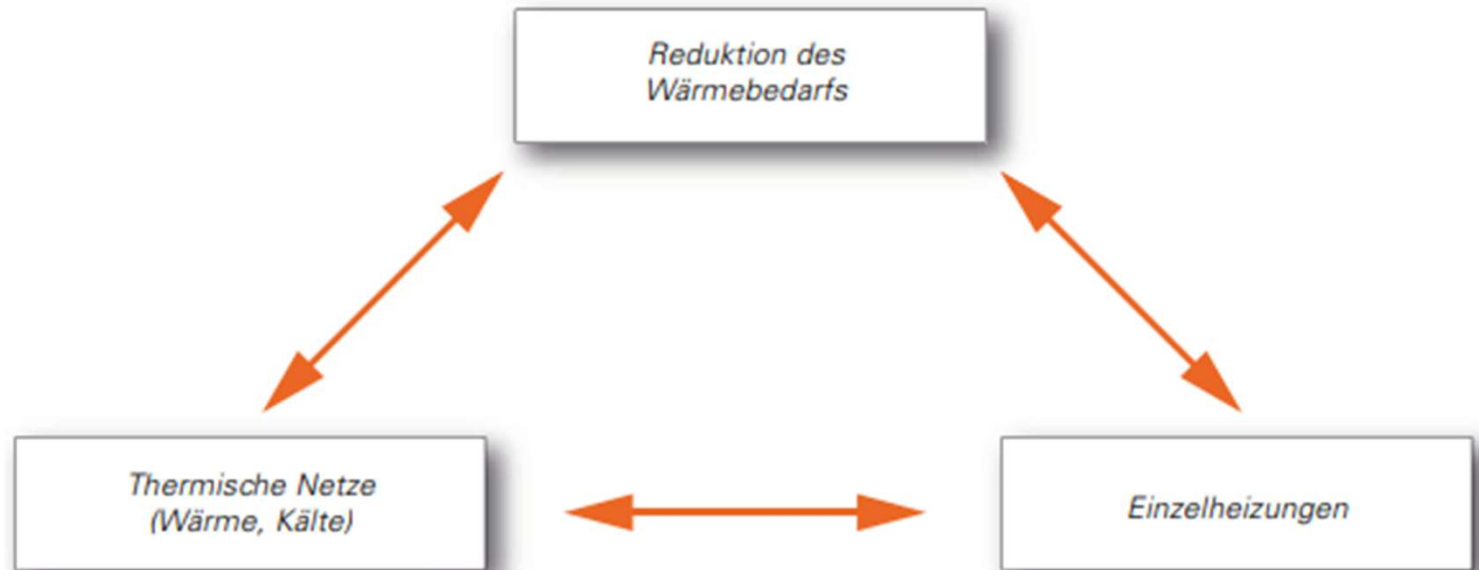 Reduktion des
Wärmebedarfs
Thermische Netze
(Wärme, Kälte)
Einzelheizungen